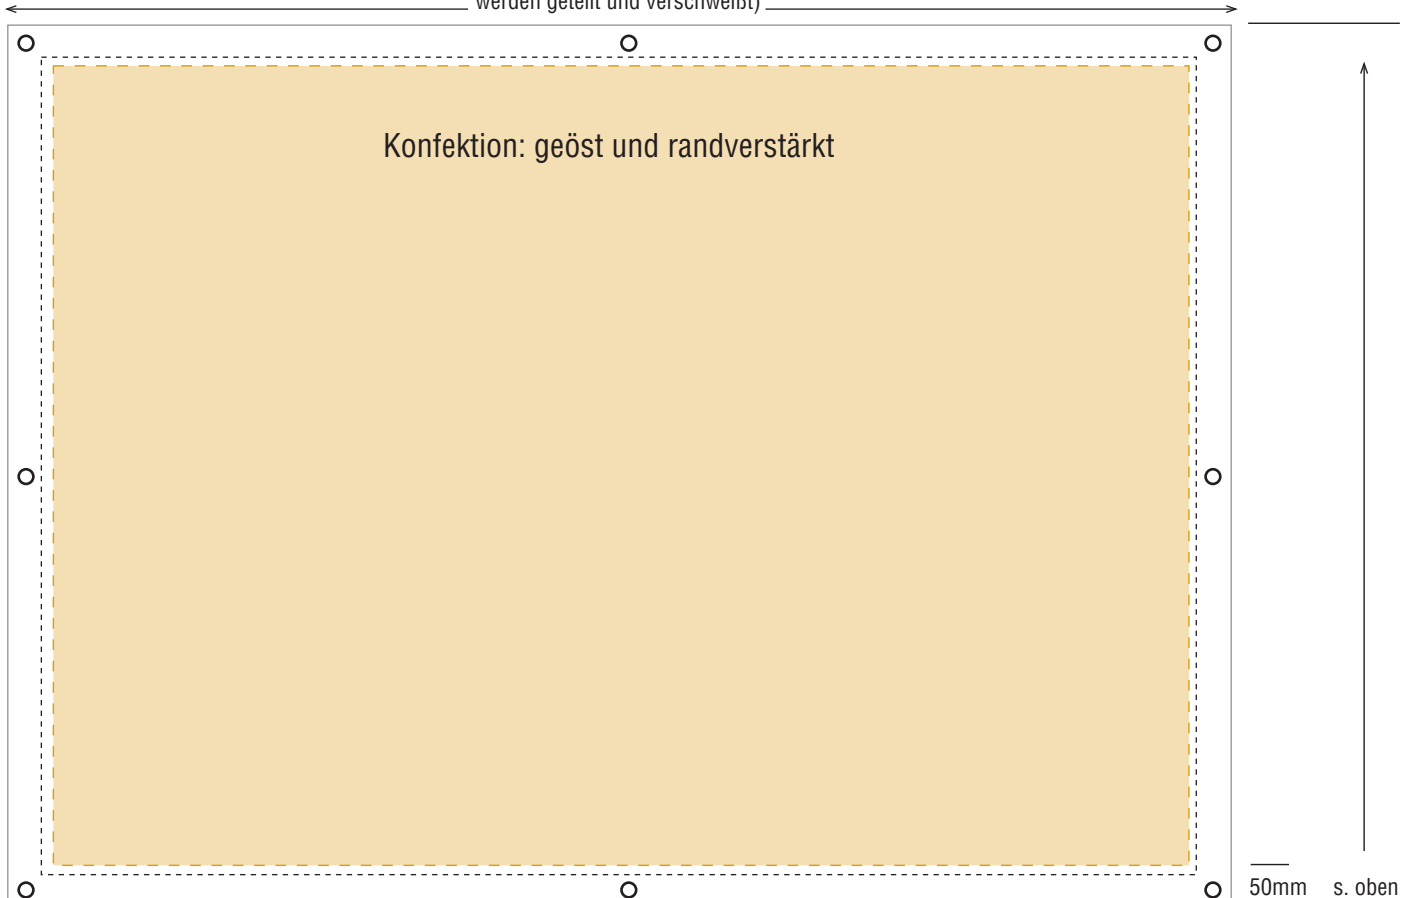 werden geteilt und verschweißt)
Konfektion: geöst und randverstärkt
50mm s. oben